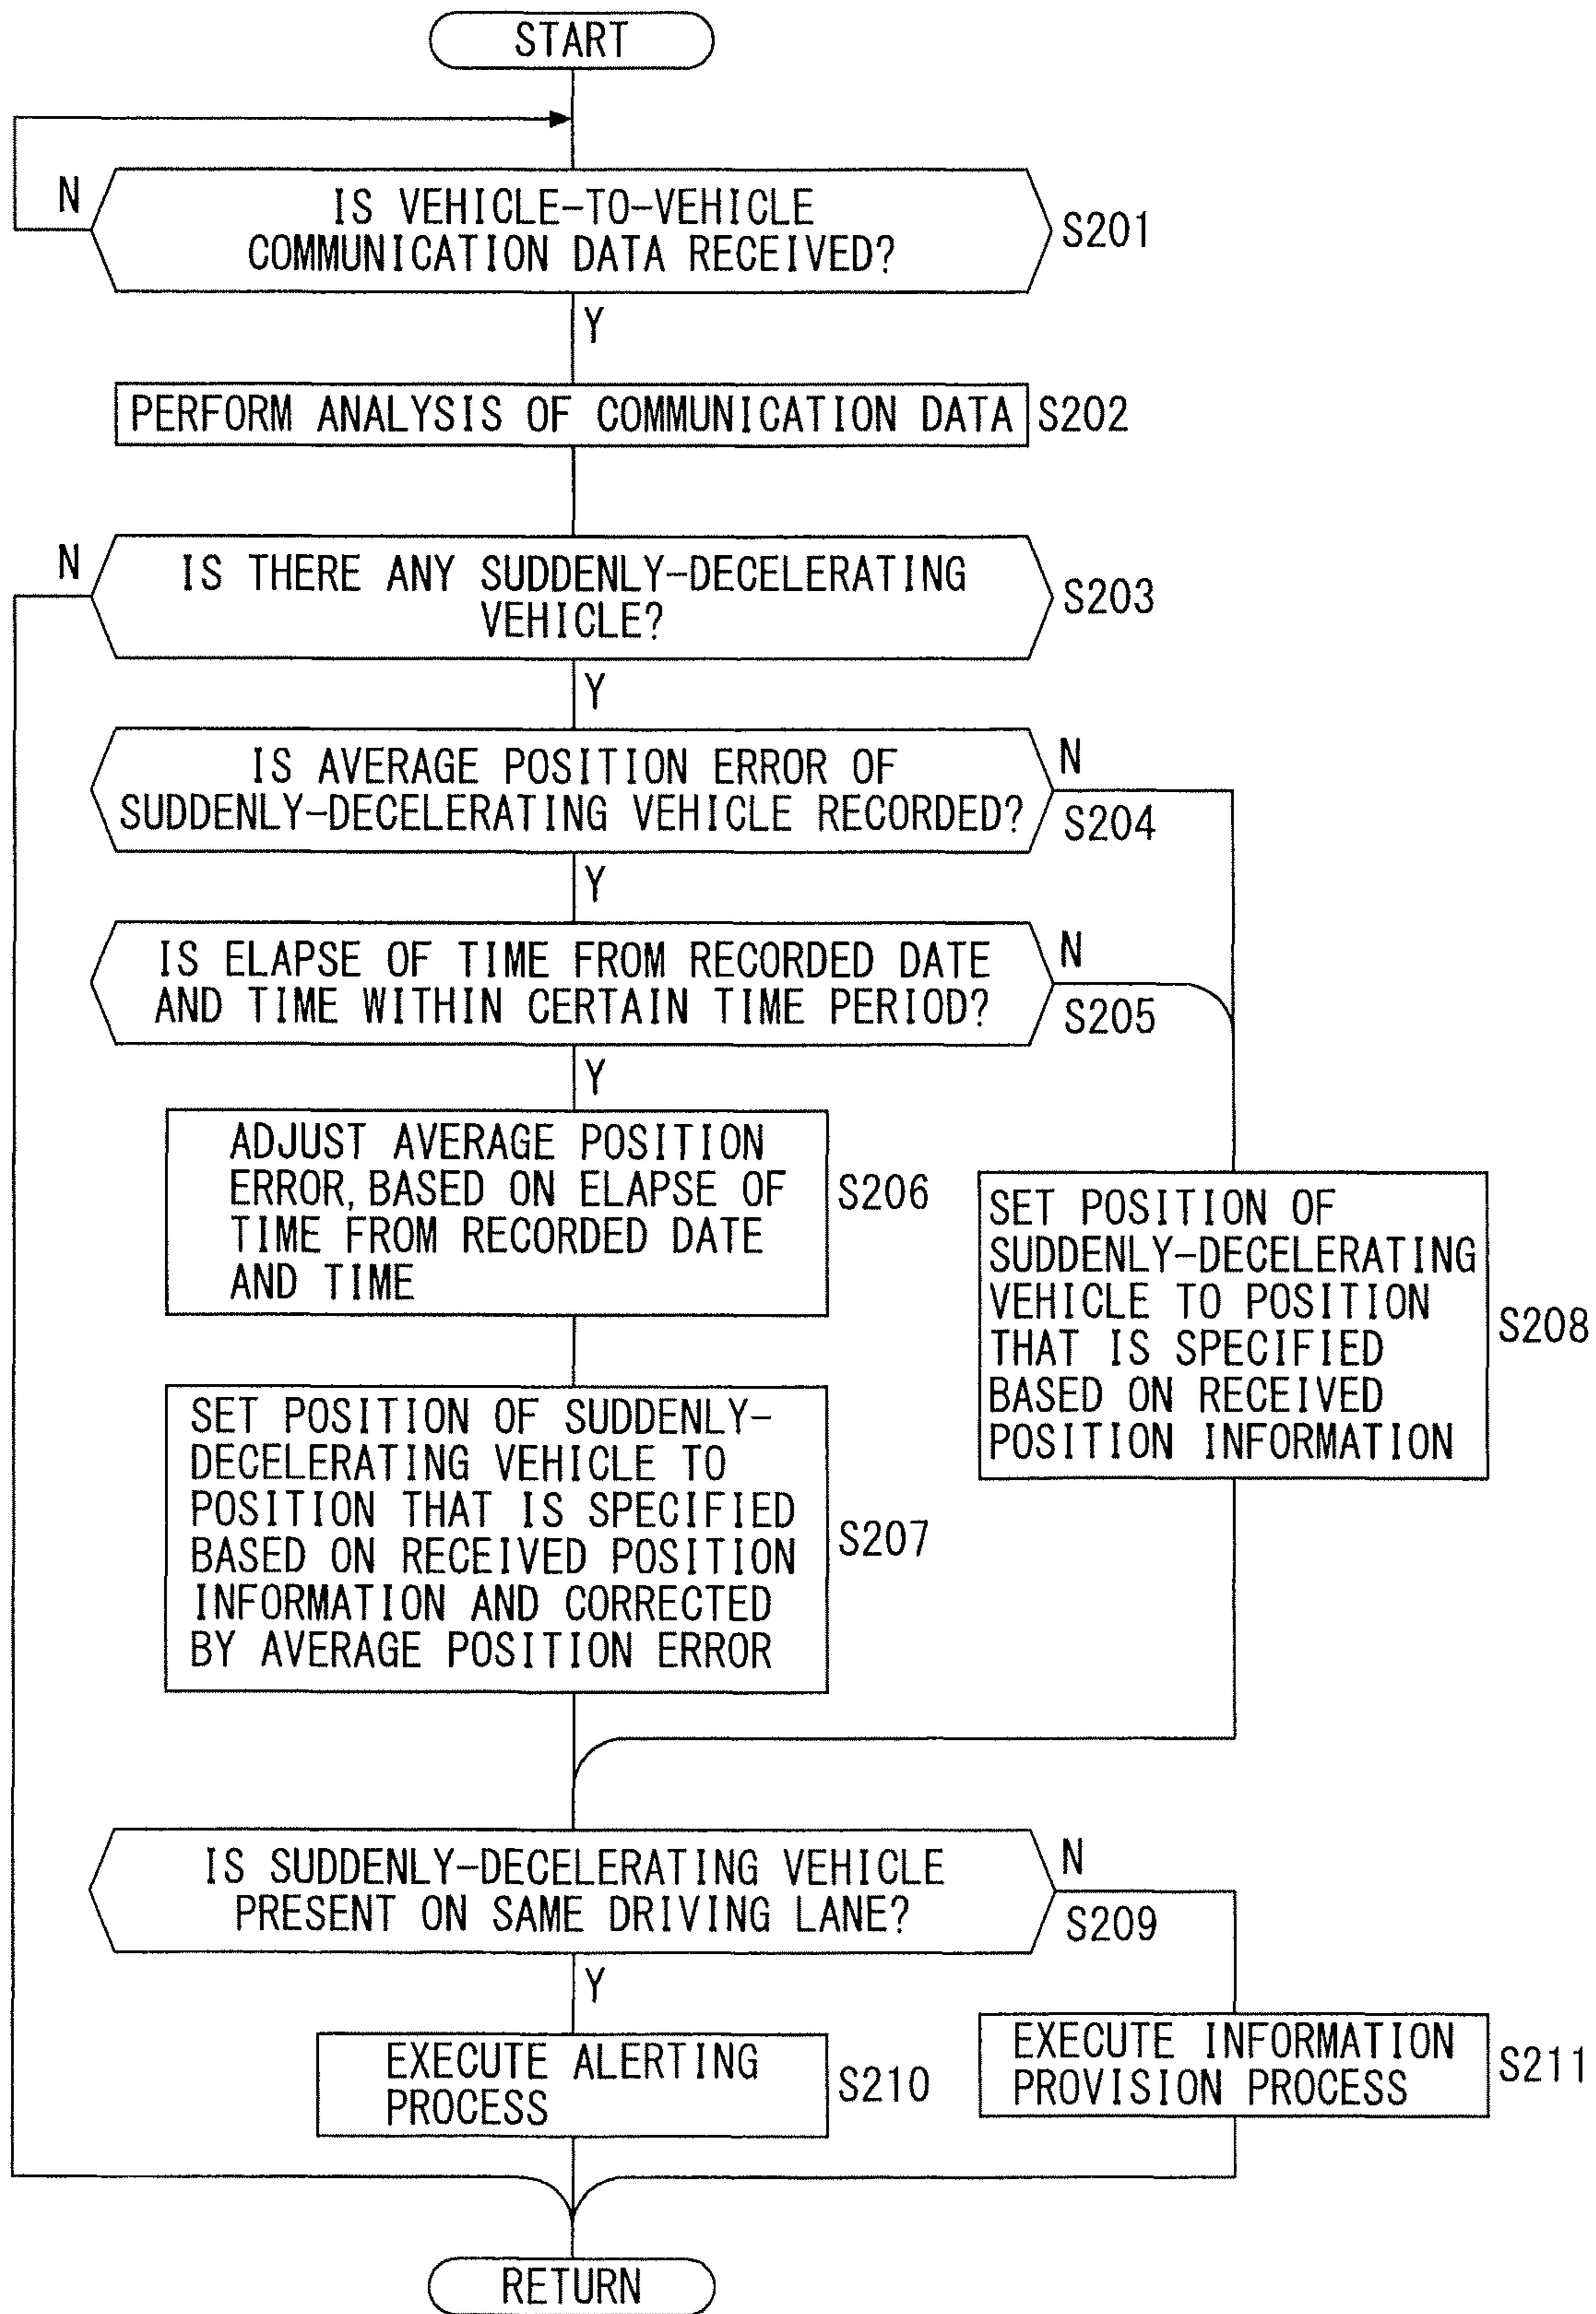 START
N
IS VEHICLE-TO-VEHICLE
COMMUNICATION DATA RECEIVED?
S201
Y
PERFORM ANALYSIS OF COMMUNICATION DATA
S202
N
IS THERE ANY SUDDENLY-DECELERATING
VEHICLE?
S203
Y
IS AVERAGE POSITION ERROR OF
SUDDENLY-DECELERATING VEHICLE RECORDED?
N
S204
Y
IS ELAPSE OF TIME FROM RECORDED DATE
AND TIME WITHIN CERTAIN TIME PERIOD?
N
S205
Y
ADJUST AVERAGE POSITION
ERROR, BASED ON ELAPSE OF
TIME FROM RECORDED DATE
AND TIME
S206
SET POSITION OF
SUDDENLY-DECELERATING
VEHICLE TO POSITION
THAT IS SPECIFIED
BASED ON RECEIVED
POSITION INFORMATION
S208
SET POSITION OF SUDDENLY-
DECELERATING VEHICLE TO
POSITION THAT IS SPECIFIED
BASED ON RECEIVED POSITION
INFORMATION AND CORRECTED
BY AVERAGE POSITION ERROR
S207
IS SUDDENLY-DECELERATING VEHICLE
PRESENT ON SAME DRIVING LANE?
N
S209
Y
EXECUTE ALERTING
PROCESS
S210
EXECUTE INFORMATION
PROVISION PROCESS
S211
RETURN